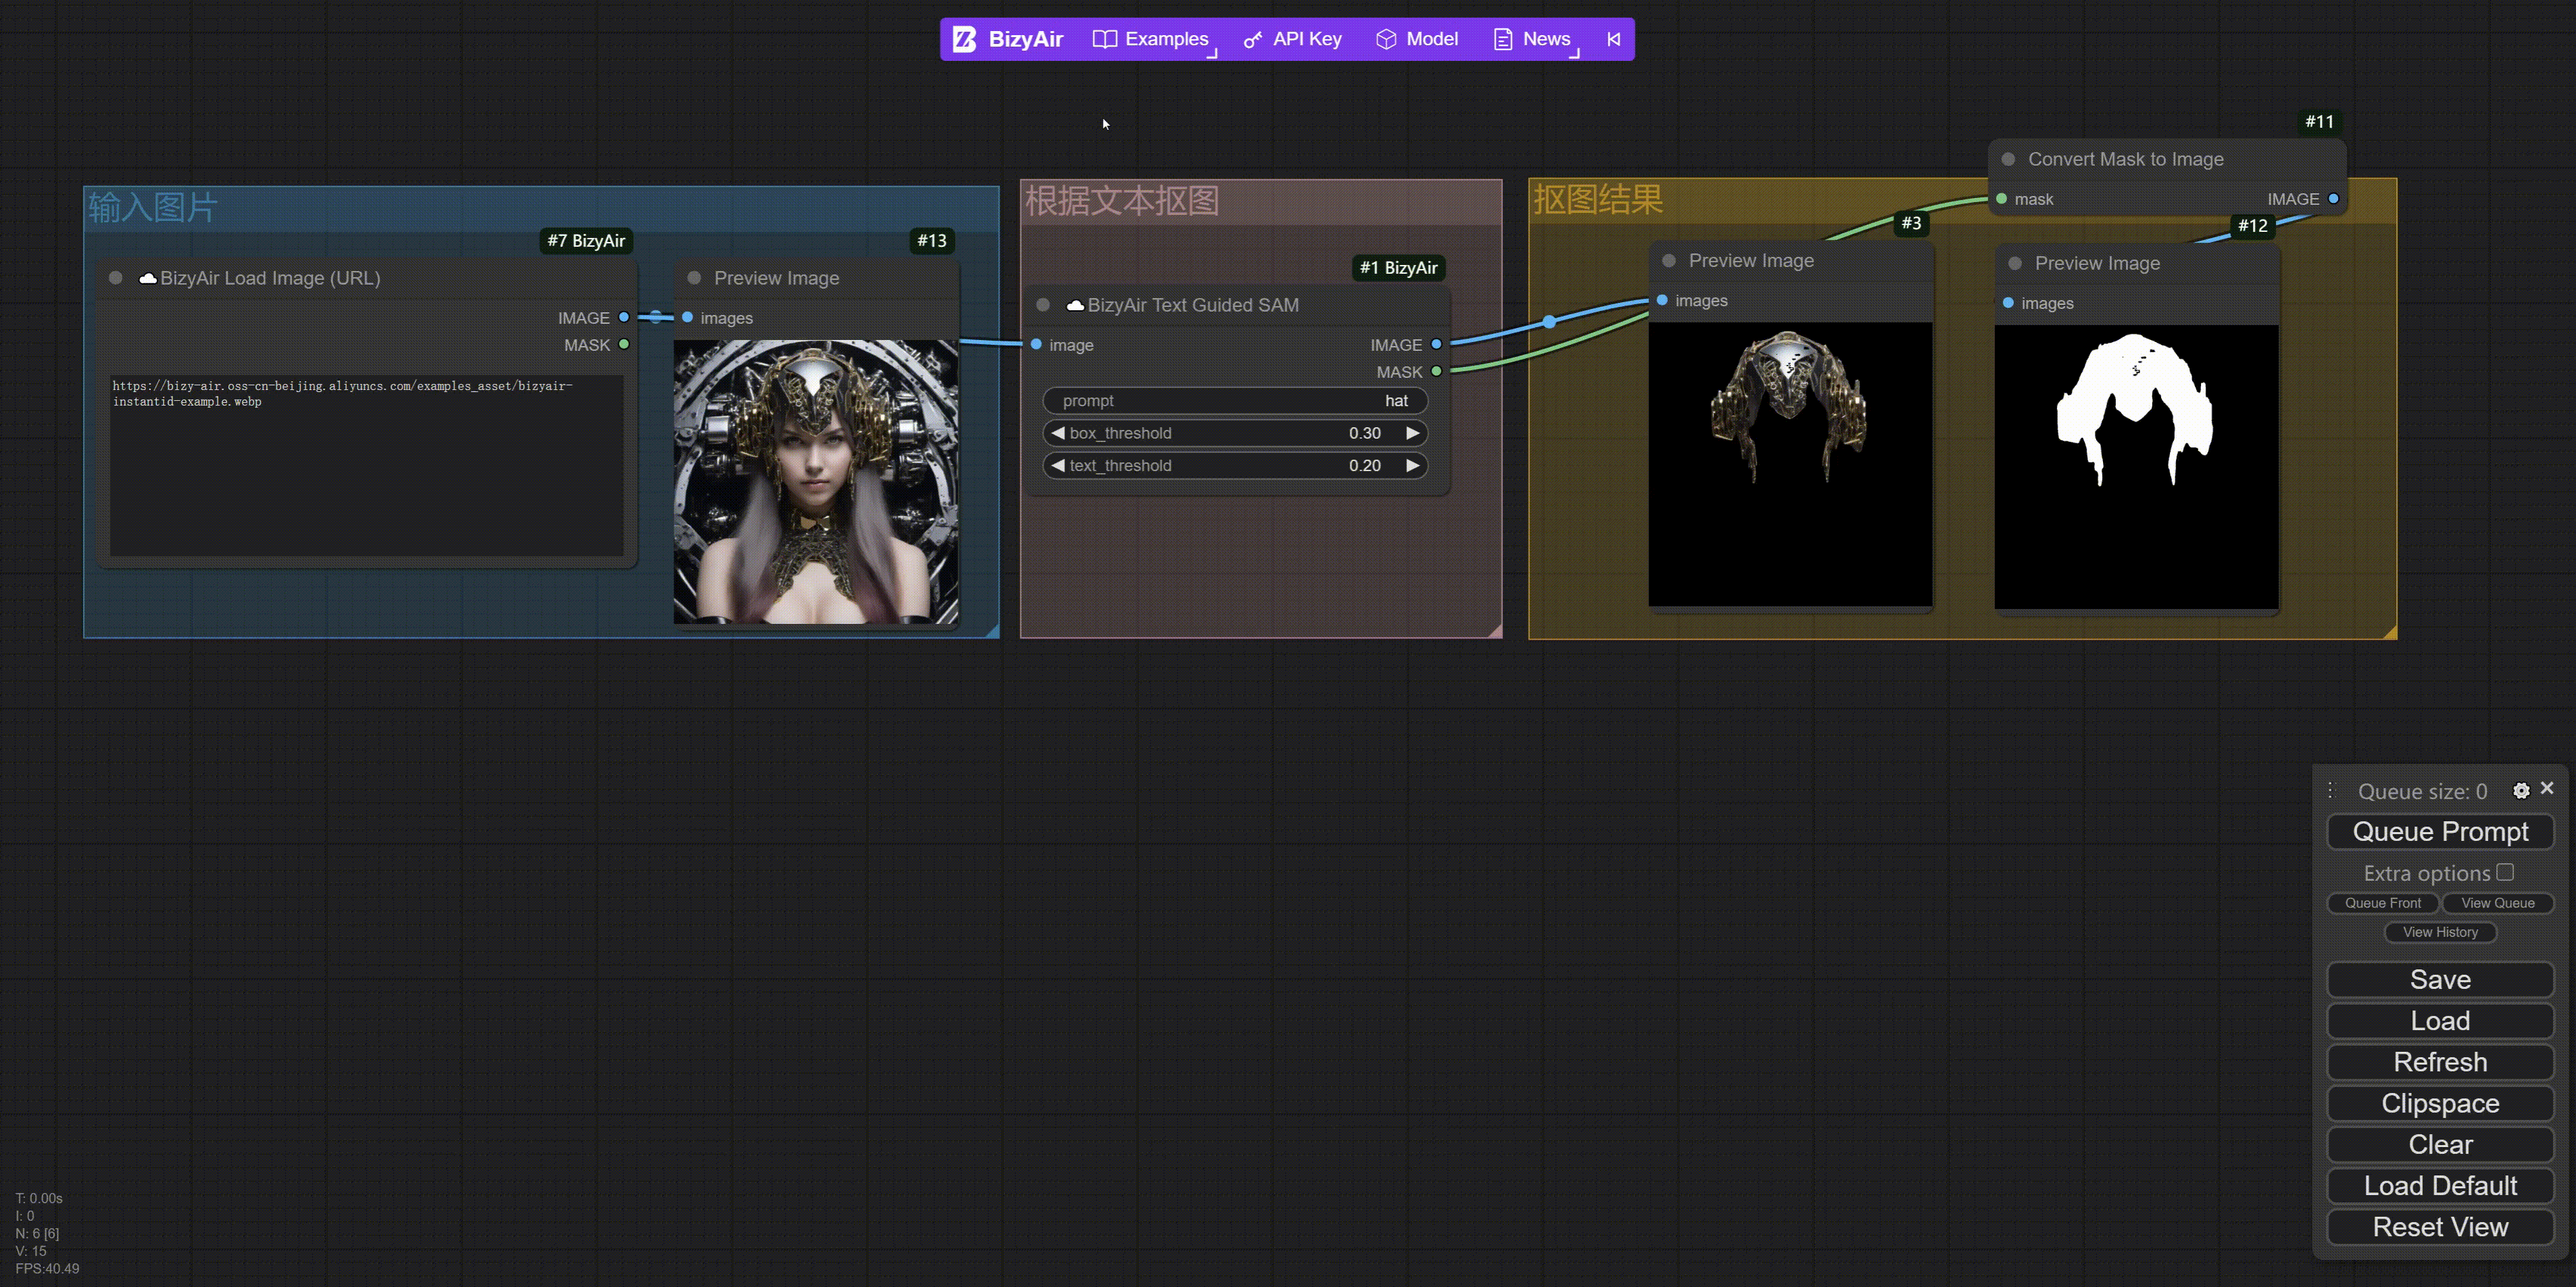 BizyAir
Examples
API Key
Model
News
#11
Convert Mask to Image
mask
IMAGE
输入图片
#7 BizyAir
BizyAir Load Image (URL)
IMAGE
MASK
https://bizy-air.oss-cn-beijing.aliyuncs.com/examples_asset/bizyair-
instantid-example.webp
#13
Preview Image
images
根据文本抠图
#1 BizyAir
BizyAir Text Guided SAM
image
IMAGE
MASK
prompt hat
box_threshold 0.30
text_threshold 0.20
抠图结果
#3
Preview Image
images
#12
Preview Image
images
Queue size: 0
Queue Prompt
Extra options
Queue Front
View Queue
View History
Save
Load
Refresh
Clipspace
Clear
Load Default
Reset View
T: 0.00s
I: 0
N: 6 [6]
V: 15
FPS:40.49